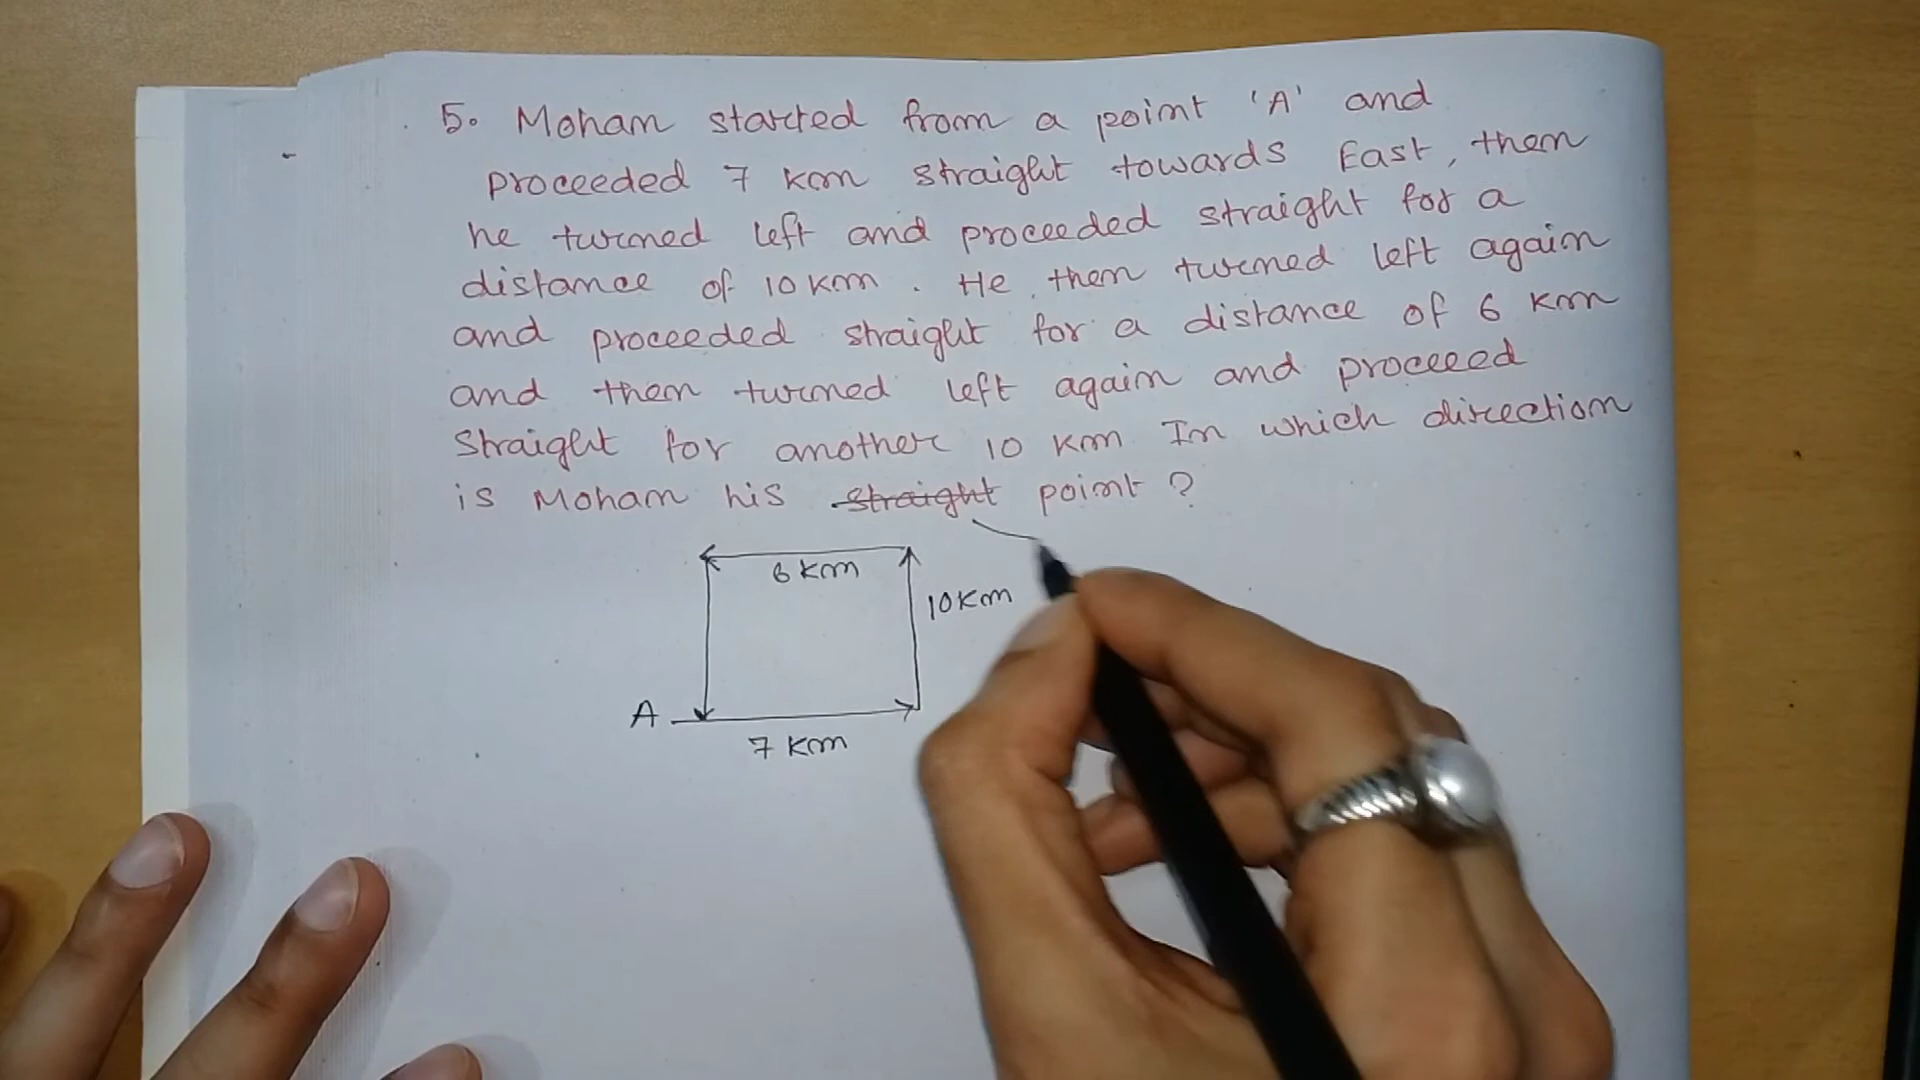 5. Mohan started from a point 'A' and
proceeded 7 km straight towards East, then
he turned left and proceeded straight for a
distance of 10 km. He then turned left again
and proceeded straight for a distance of 6 km
and then turned left again and proceeed
straight for another 10 km In which direction
is Mohan his straight point ?
6 km
10 km
A
7 km